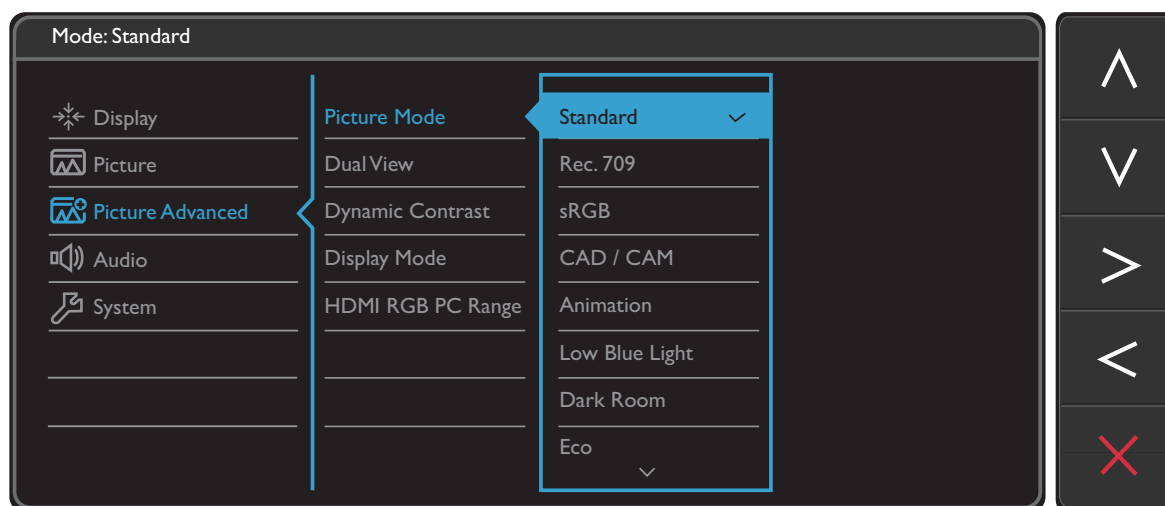 Mode: Standard
Display
Picture
Picture Advanced
Audio
System
Picture Mode
Dual View
Dynamic Contrast
Display Mode
HDMI RGB PC Range
Standard
Rec. 709
sRGB
CAD / CAM
Animation
Low Blue Light
Dark Room
Eco